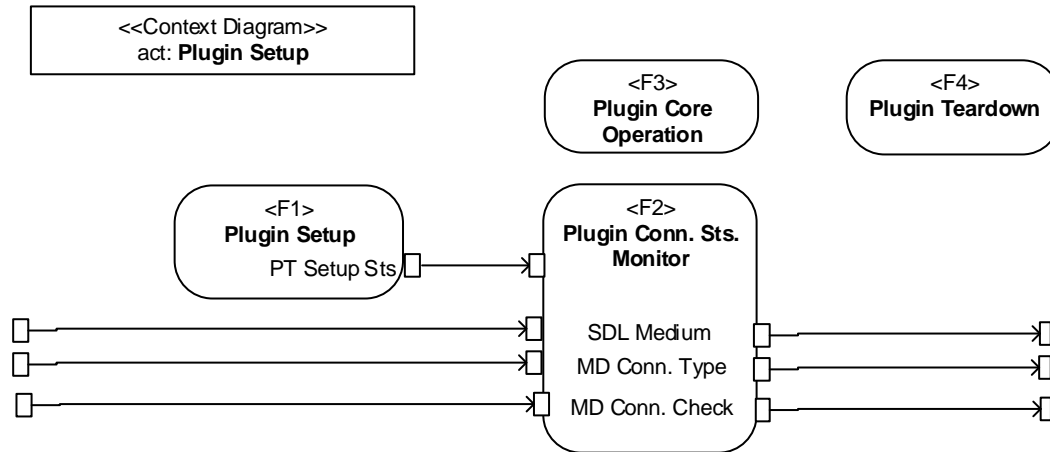 <<Context Diagram>>
act: Plugin Setup
<F3>
Plugin Core
Operation
<F4>
Plugin Teardown
<F1>
Plugin Setup
PT Setup Sts
<F2>
Plugin Conn. Sts.
Monitor
SDL Medium
MD Conn. Type
MD Conn. Check